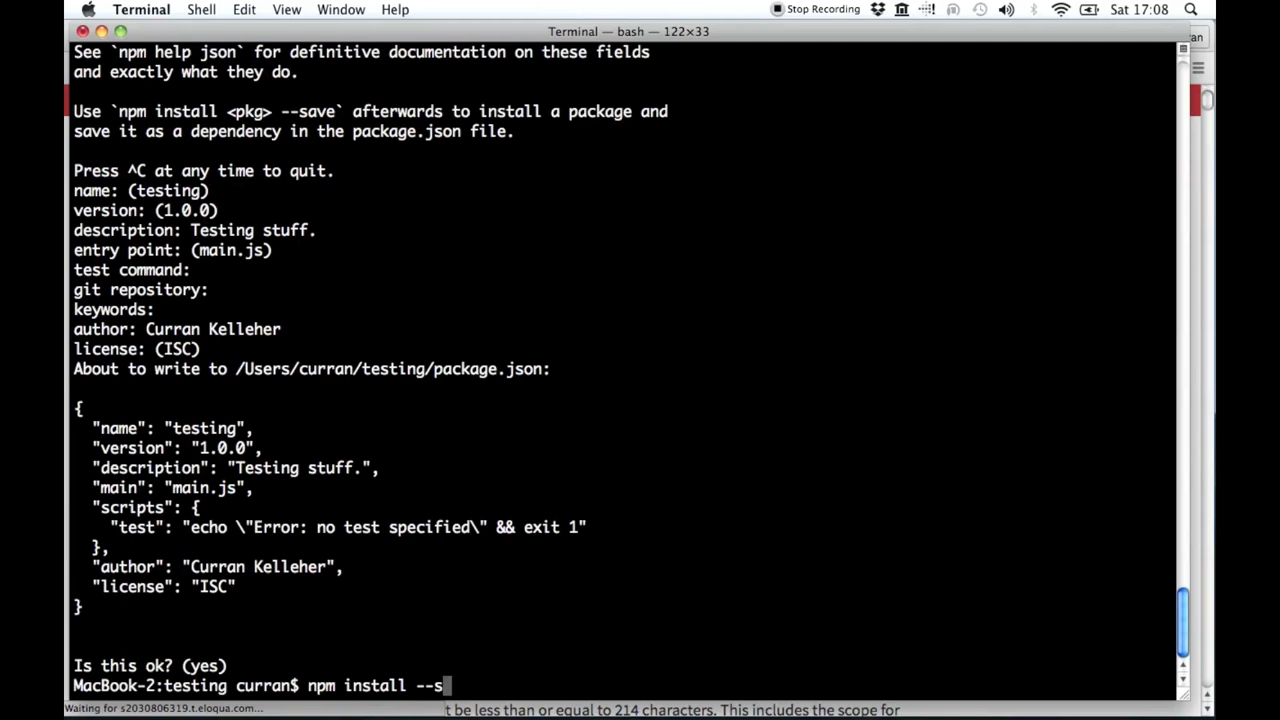 Terminal Shell Edit View Window Help Stop Recording Sat 17:08
Terminal — bash — 122×33
See `npm help json` for definitive documentation on these fields
and exactly what they do.
Use `npm install <pkg> --save` afterwards to install a package and
save it as a dependency in the package.json file.
Press ^C at any time to quit.
name: (testing)
version: (1.0.0)
description: Testing stuff.
entry point: (main.js)
test command:
git repository:
keywords:
author: Curran Kelleher
license: (ISC)
About to write to /Users/curran/testing/package.json:
{
"name": "testing",
"version": "1.0.0",
"description": "Testing stuff.",
"main": "main.js",
"scripts": {
"test": "echo \"Error: no test specified\" && exit 1"
},
"author": "Curran Kelleher",
"license": "ISC"
}
Is this ok? (yes)
MacBook-2:testing curran$ npm install --s
Waiting for s2030806319.t.eloqua.com... t be less than or equal to 214 characters. This includes the scope for